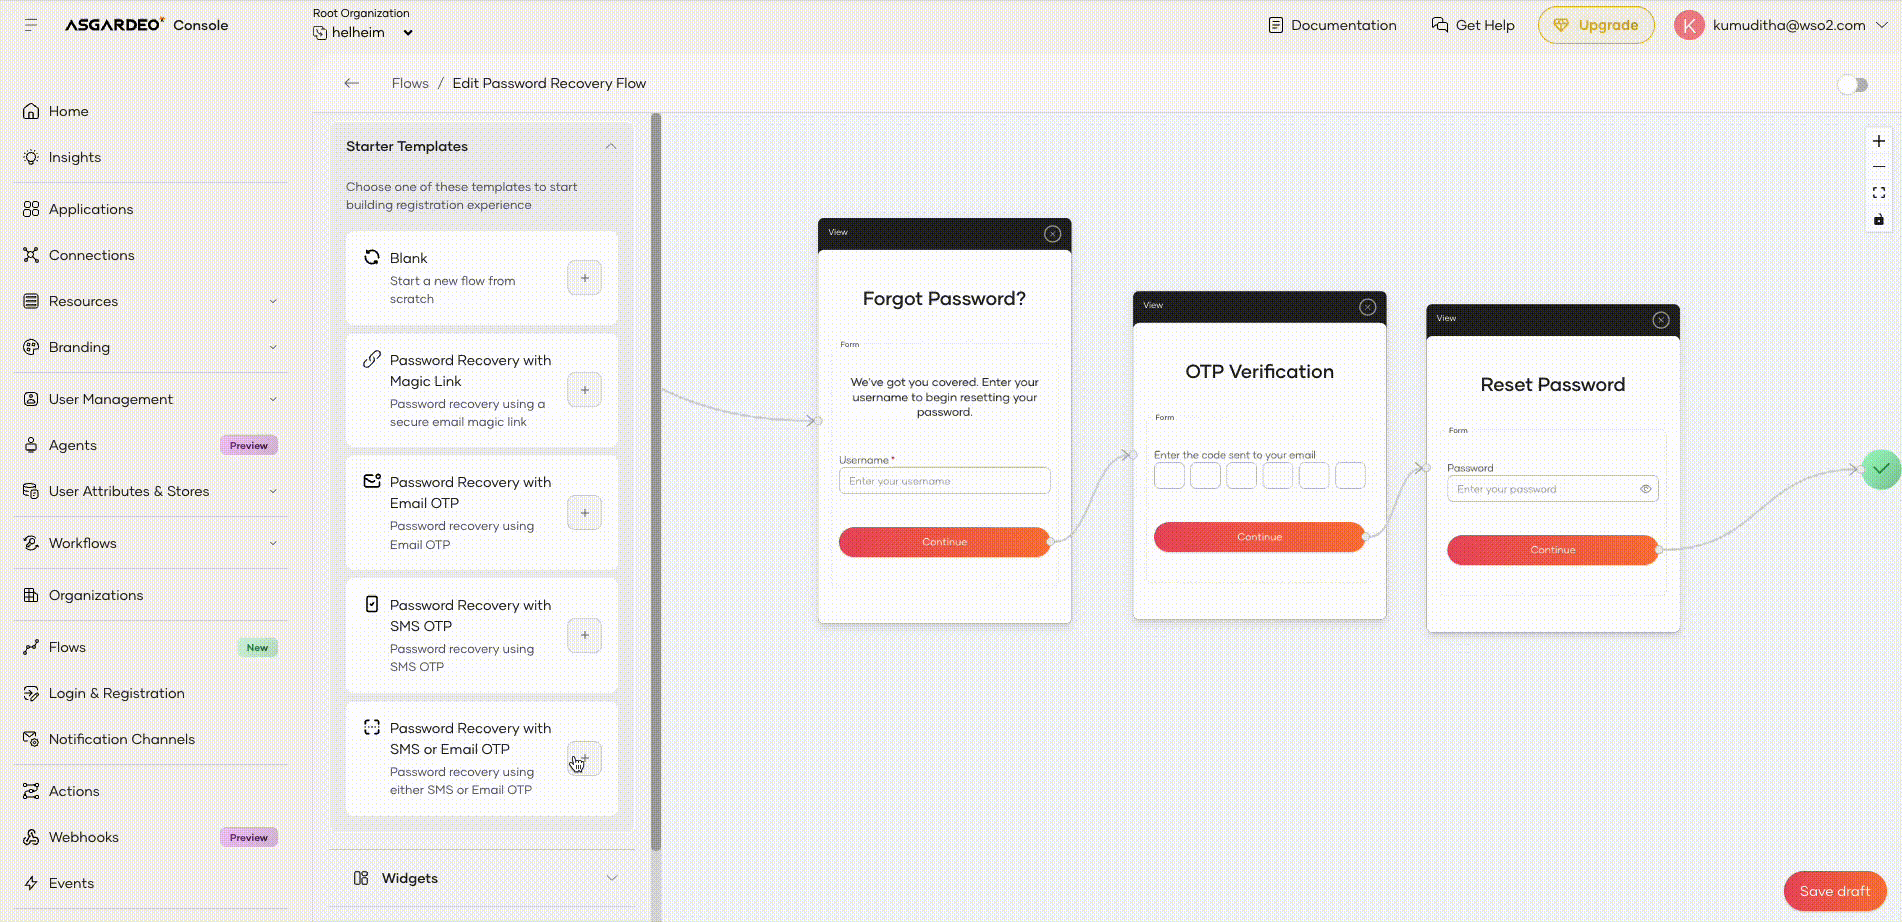 ASGARDEO Console
Root Organization
helheim
Documentation
Get Help
Upgrade
K
kumuditha@wso2.com
Home
Insights
Applications
Connections
Resources
Branding
User Management
Agents
Preview
User Attributes & Stores
Workflows
Organizations
Flows
New
Login & Registration
Notification Channels
Actions
Webhooks
Preview
Events
Flows / Edit Password Recovery Flow
Starter Templates
Choose one of these templates to start
building registration experience
Blank
Start a new flow from
scratch
Password Recovery with
Magic Link
Password recovery using a
secure email magic link
Password Recovery with
Email OTP
Password recovery using
Email OTP
Password Recovery with
SMS OTP
Password recovery using
SMS OTP
Password Recovery with
SMS or Email OTP
Password recovery using
either SMS or Email OTP
Widgets
View
Forgot Password?
Form
We've got you covered. Enter your
username to begin resetting your
password.
Username *
Enter your username
Continue
View
OTP Verification
Form
Enter the code sent to your email
Continue
View
Reset Password
Form
Password
Enter your password
Continue
Save draft